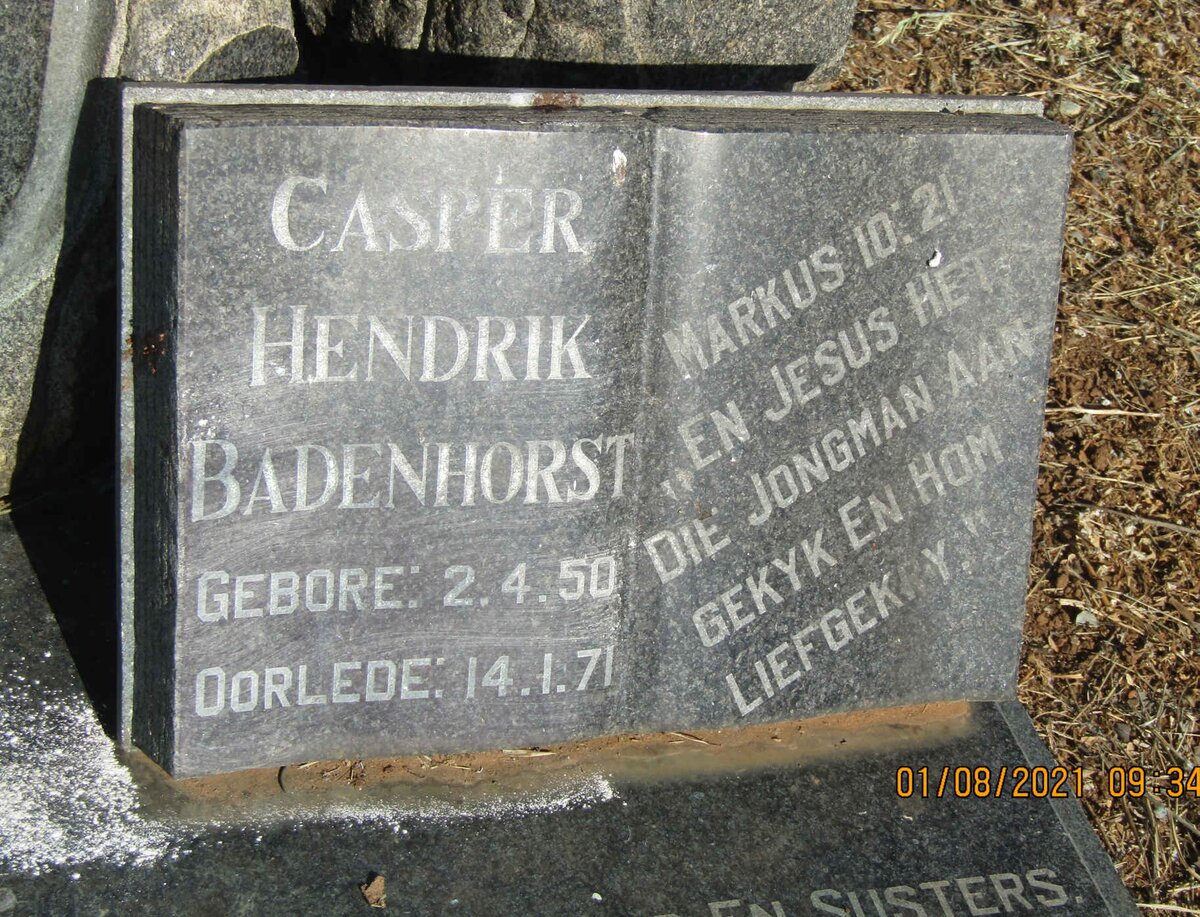 CASPER
HENDRIK
BADENHORST
GEBORE: 2.4.50
OORLEDE: 14.1.71
MARKUS 10:21
„EN JESUS HET
DIE JONGMAN AAN-
GEKYK EN HOM
LIEFGEKRY."
EN SUSTERS.
01/08/2021 09:34